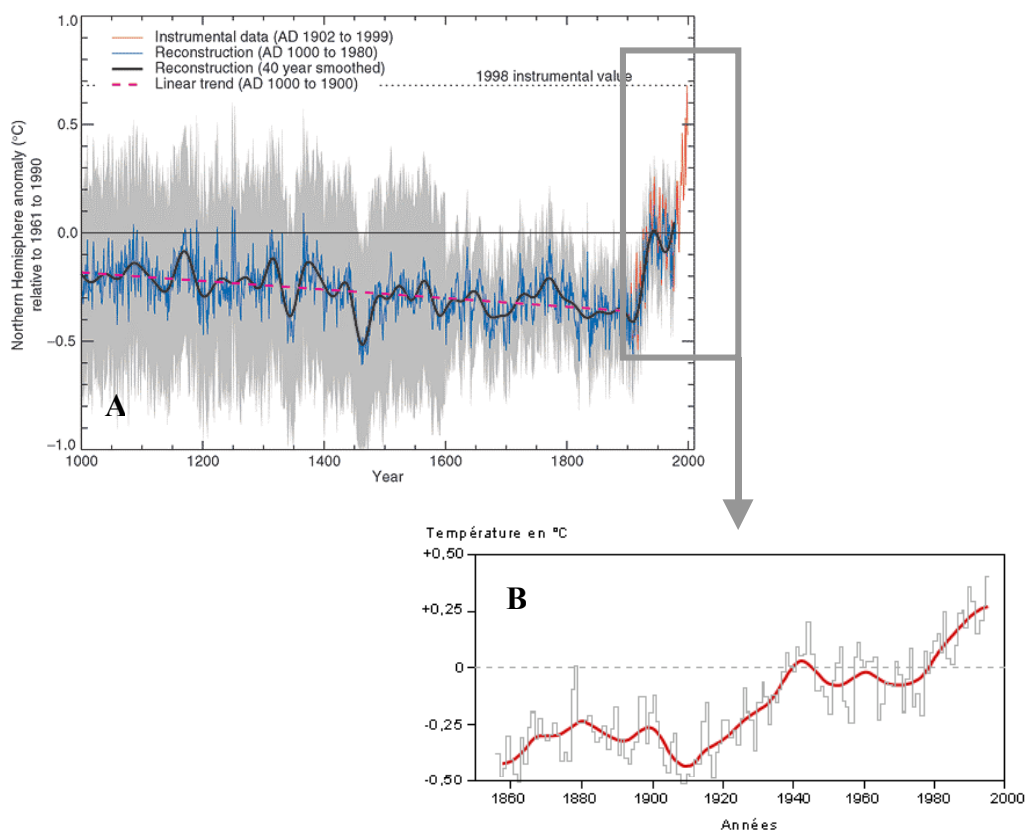 1.0
Instrumental data (AD 1902 to 1999)
Reconstruction (AD 1000 to 1980)
Reconstruction (40 year smoothed)
Linear trend (AD 1000 to 1900)
1998 instrumental value
0.5
0.0
−0.5
−1.0
Northern Hemisphere anomaly (°C)
relative to 1961 to 1990
A
1000 1200 1400 1600 1800 2000
Year
Température en °C
+0,50
+0,25
0
-0,25
-0,50
B
1860 1880 1900 1920 1940 1960 1980 2000
Années